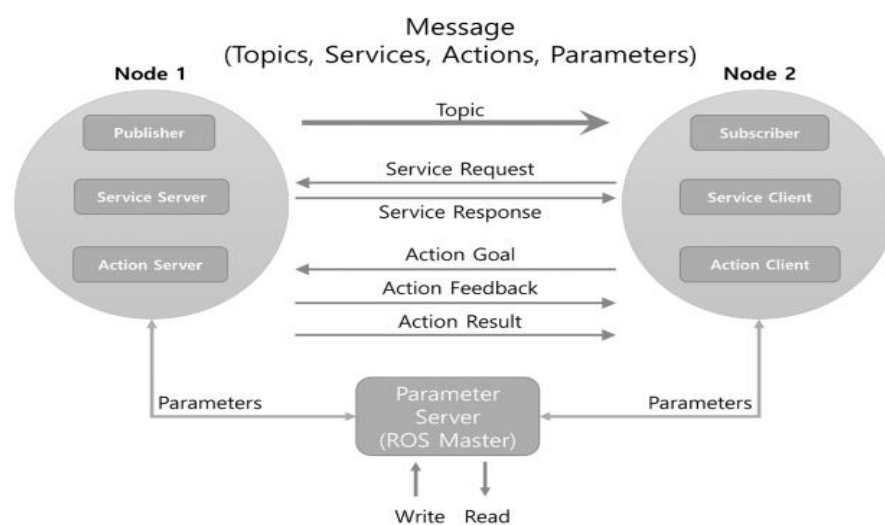 Message
(Topics, Services, Actions, Parameters)
Node 1
Node 2
Topic
Publisher
Subscriber
Service Request
Service Server
Service Client
Service Response
Action Goal
Action Server
Action Client
Action Feedback
Action Result
Parameters
Parameter
Server
(ROS Master)
Parameters
Write
Read